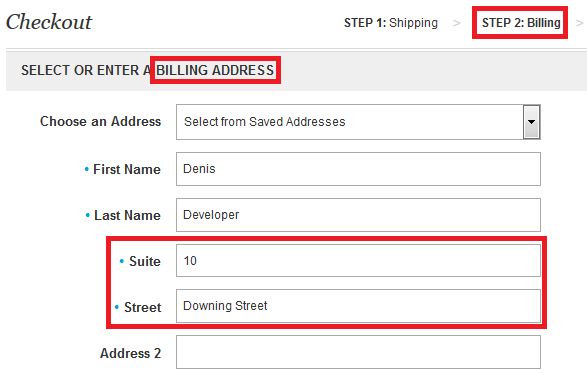 Checkout STEP 1: Shipping > STEP 2: Billing >
SELECT OR ENTER A BILLING ADDRESS
Choose an Address Select from Saved Addresses
• First Name Denis
• Last Name Developer
• Suite 10
• Street Downing Street
Address 2